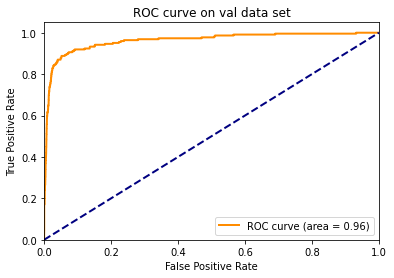 ROC curve on val data set
True Positive Rate
1.0
0.8
0.6
0.4
0.2
0.0
ROC curve (area = 0.96)
0.0 0.2 0.4 0.6 0.8 1.0
False Positive Rate